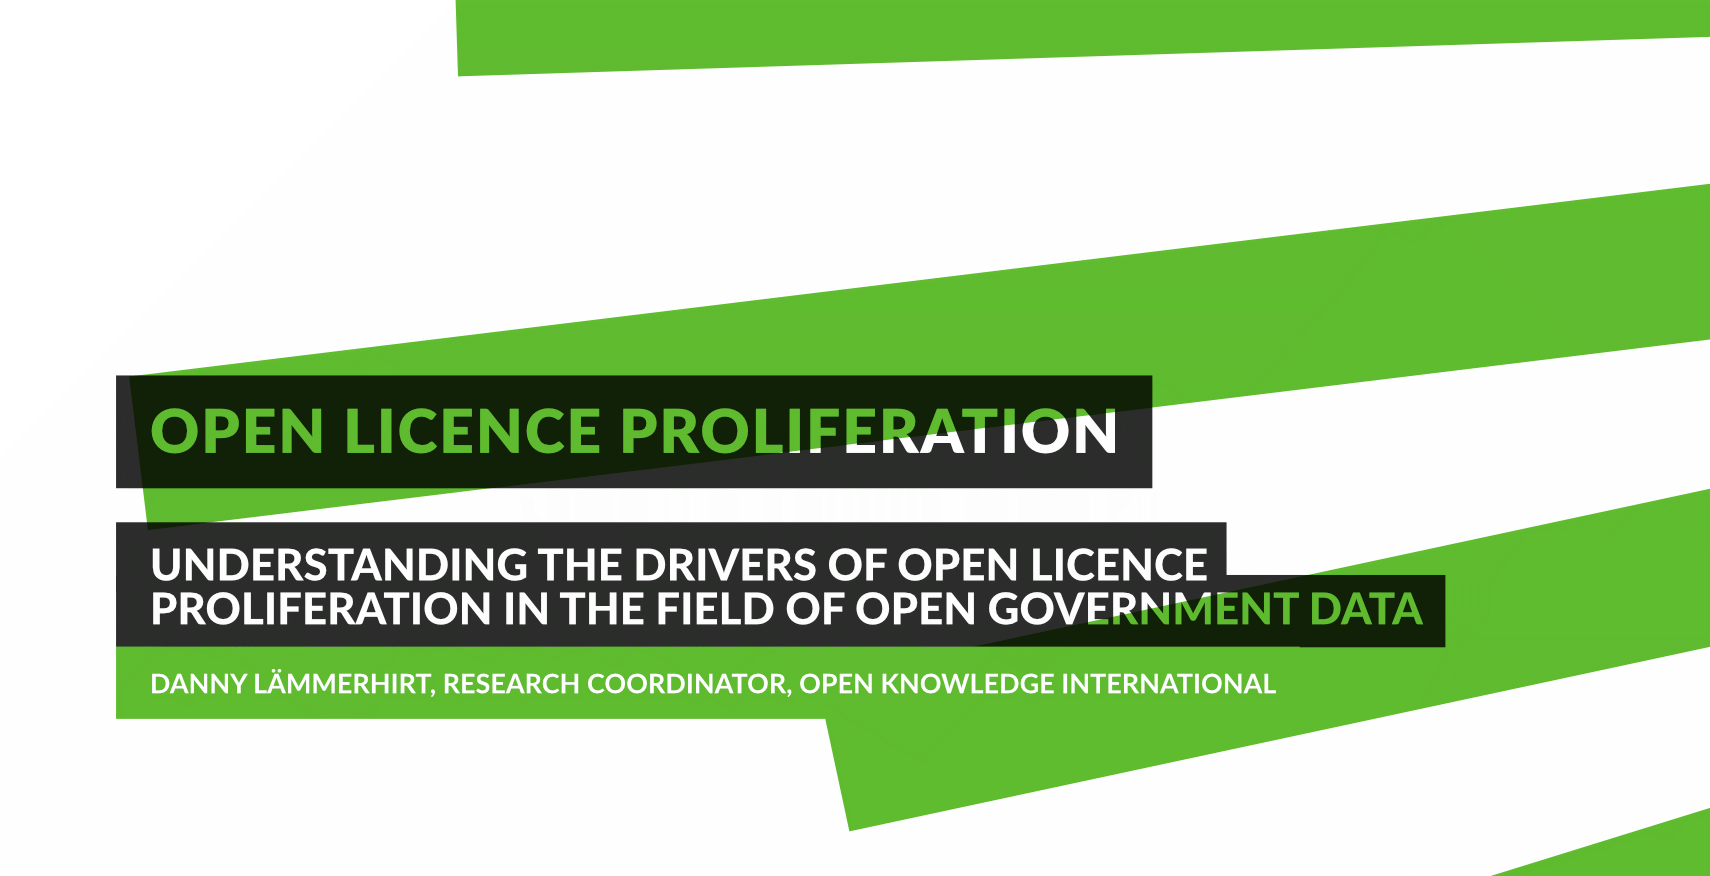 OPEN LICENCE PROLIFERATION
UNDERSTANDING THE DRIVERS OF OPEN LICENCE
PROLIFERATION IN THE FIELD OF OPEN GOVERNMENT DATA
DANNY LÄMMERHIRT, RESEARCH COORDINATOR, OPEN KNOWLEDGE INTERNATIONAL